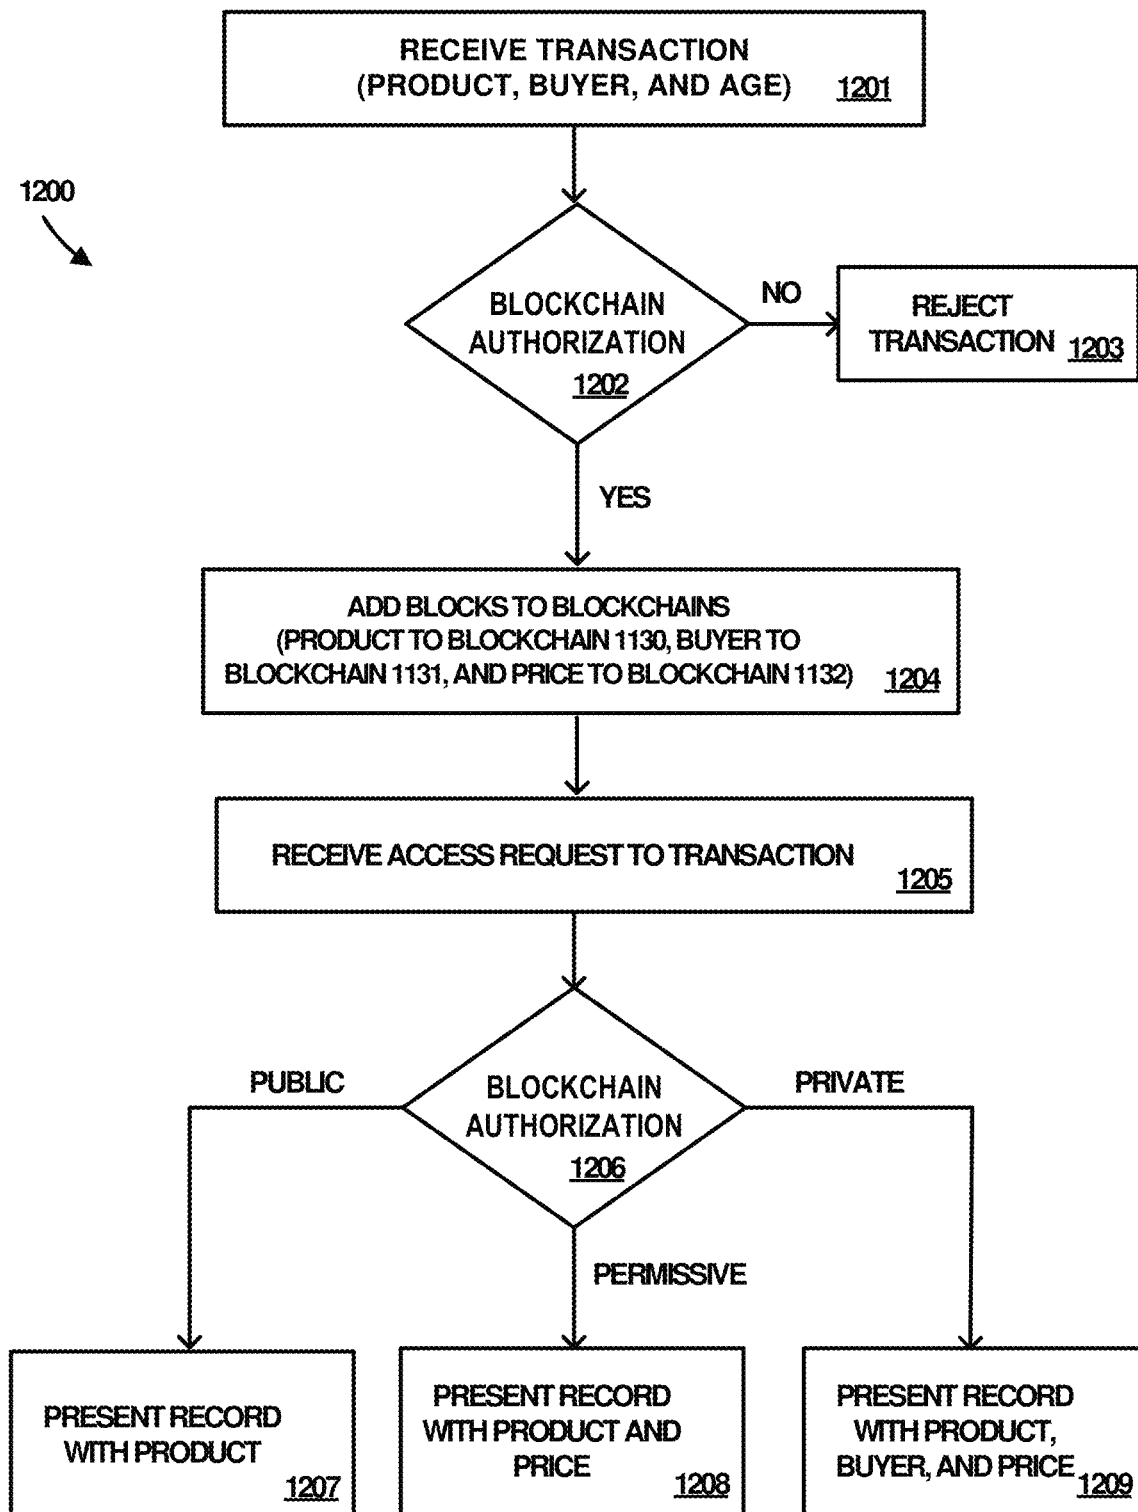 RECEIVE TRANSACTION
(PRODUCT, BUYER, AND AGE) 1201
1200
BLOCKCHAIN
AUTHORIZATION
1202
NO
REJECT
TRANSACTION 1203
YES
ADD BLOCKS TO BLOCKCHAINS
(PRODUCT TO BLOCKCHAIN 1130, BUYER TO
BLOCKCHAIN 1131, AND PRICE TO BLOCKCHAIN 1132) 1204
RECEIVE ACCESS REQUEST TO TRANSACTION
1205
PUBLIC
BLOCKCHAIN
AUTHORIZATION
1206
PRIVATE
PERMISSIVE
PRESENT RECORD
WITH PRODUCT
1207
PRESENT RECORD
WITH PRODUCT AND
PRICE 1208
PRESENT RECORD
WITH PRODUCT,
BUYER, AND PRICE 1209